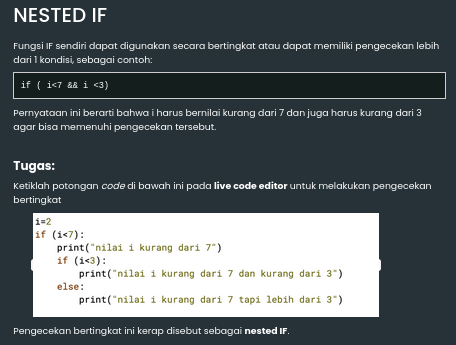 NESTED IF
Fungsi IF sendiri dapat digunakan secara bertingkat atau dapat memiliki pengecekan lebih
dari 1 kondisi, sebagai contoh:
if ( i<7 && i <3)
Pernyataan ini berarti bahwa i harus bernilai kurang dari 7 dan juga harus kurang dari 3
agar bisa memenuhi pengecekan tersebut.
Tugas:
Ketiklah potongan code di bawah ini pada live code editor untuk melakukan pengecekan
bertingkat
i=2
if (i<7):
    print("nilai i kurang dari 7")
    if (i<3):
        print("nilai i kurang dari 7 dan kurang dari 3")
    else:
        print("nilai i kurang dari 7 tapi lebih dari 3")
Pengecekan bertingkat ini kerap disebut sebagai nested IF.